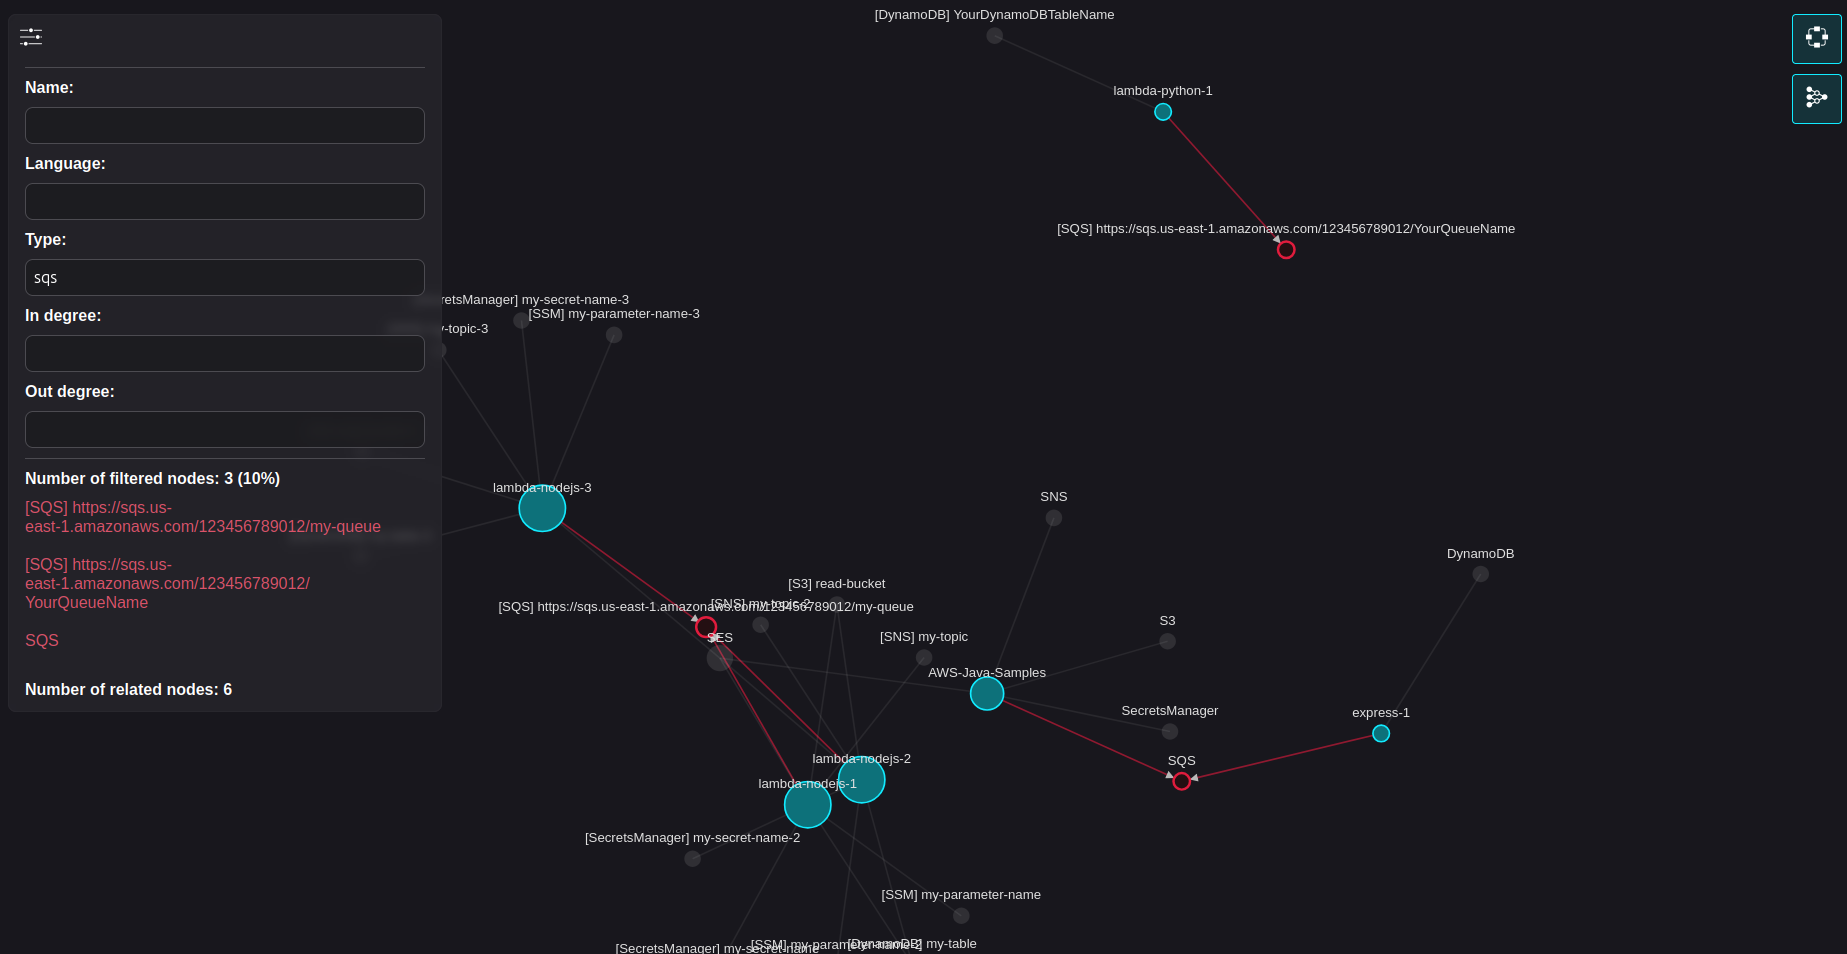 Name:
Language:
Type:
sqs
In degree:
Out degree:
Number of filtered nodes: 3 (10%)
[SQS] https://sqs.us-
east-1.amazonaws.com/123456789012/my-queue
[SQS] https://sqs.us-
east-1.amazonaws.com/123456789012/
YourQueueName
SQS
Number of related nodes: 6
[DynamoDB] YourDynamoDBTableName
lambda-python-1
[SQS] https://sqs.us-east-1.amazonaws.com/123456789012/YourQueueName
retsManager] my-secret-name-3
[SSM] my-parameter-name-3
y-topic-3
lambda-nodejs-3
SNS
DynamoDB
[S3] read-bucket
[SNS] my-topic-2
[SQS] https://sqs.us-east-1.amazonaws.com/123456789012/my-queue
S3
SES
[SNS] my-topic
AWS-Java-Samples
SecretsManager
express-1
lambda-nodejs-2
SQS
lambda-nodejs-1
[SecretsManager] my-secret-name-2
[SSM] my-parameter-name
[SecretsManager] my-secret-name
[SSM] my-parameter-name-2
[DynamoDB] my-table